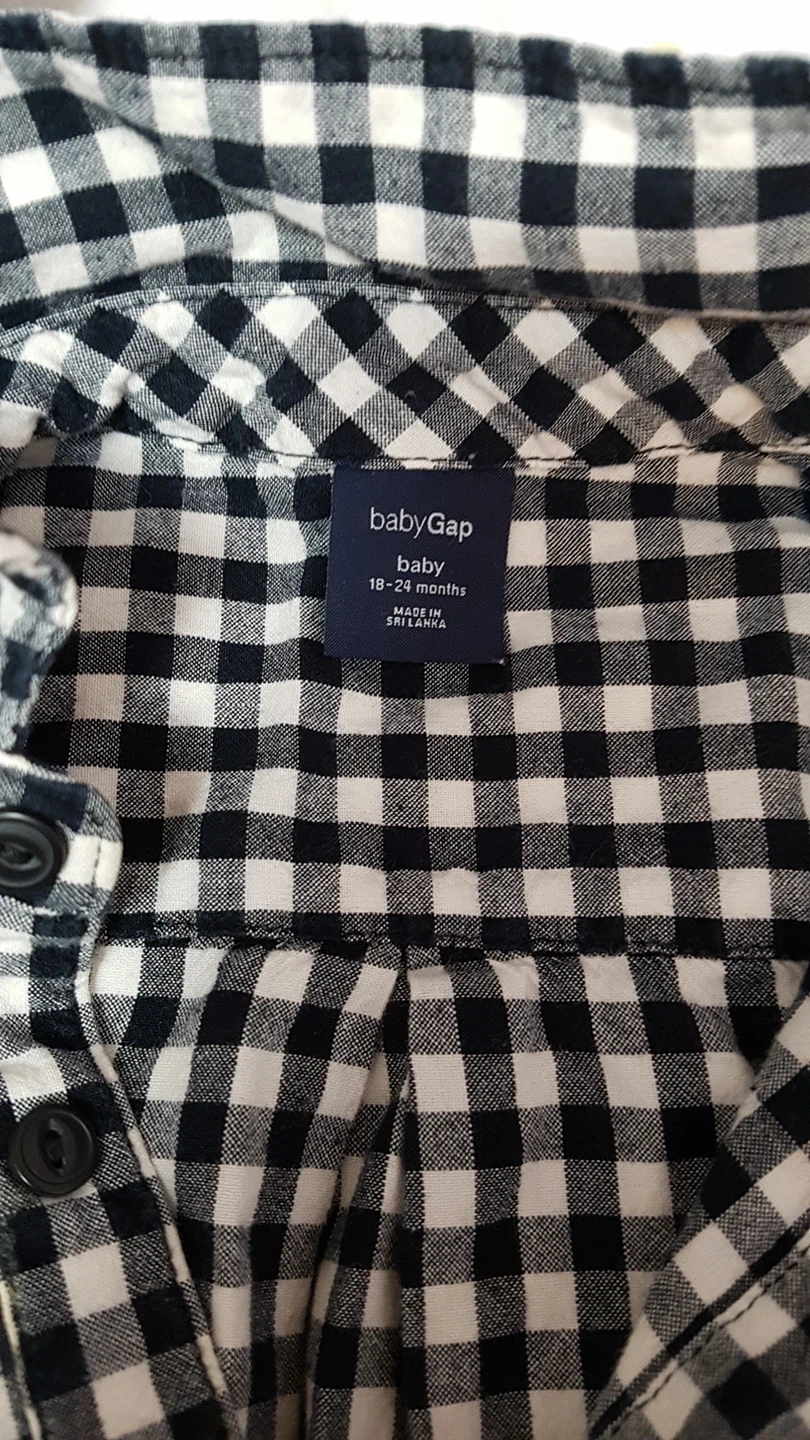 babyGap
baby
18-24 months
MADE IN
SRI LANKA